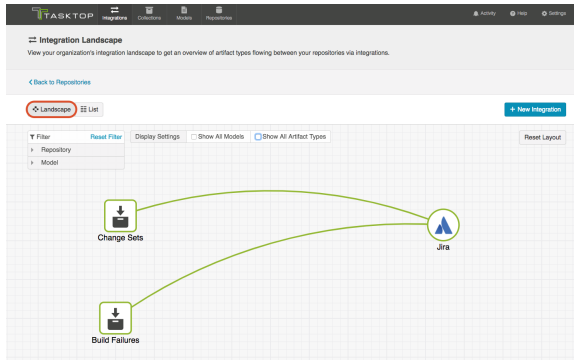 TASKTOP Integrations Collections Models Repositories Activity Help Settings
Integration Landscape
View your organization's integration landscape to get an overview of artifact types flowing between your repositories via integrations.
Back to Repositories
Landscape List + New Integration
Filter Reset Filter Display Settings Show All Models Show All Artifact Types Reset Layout
Repository
Model
Change Sets
Jira
Build Failures